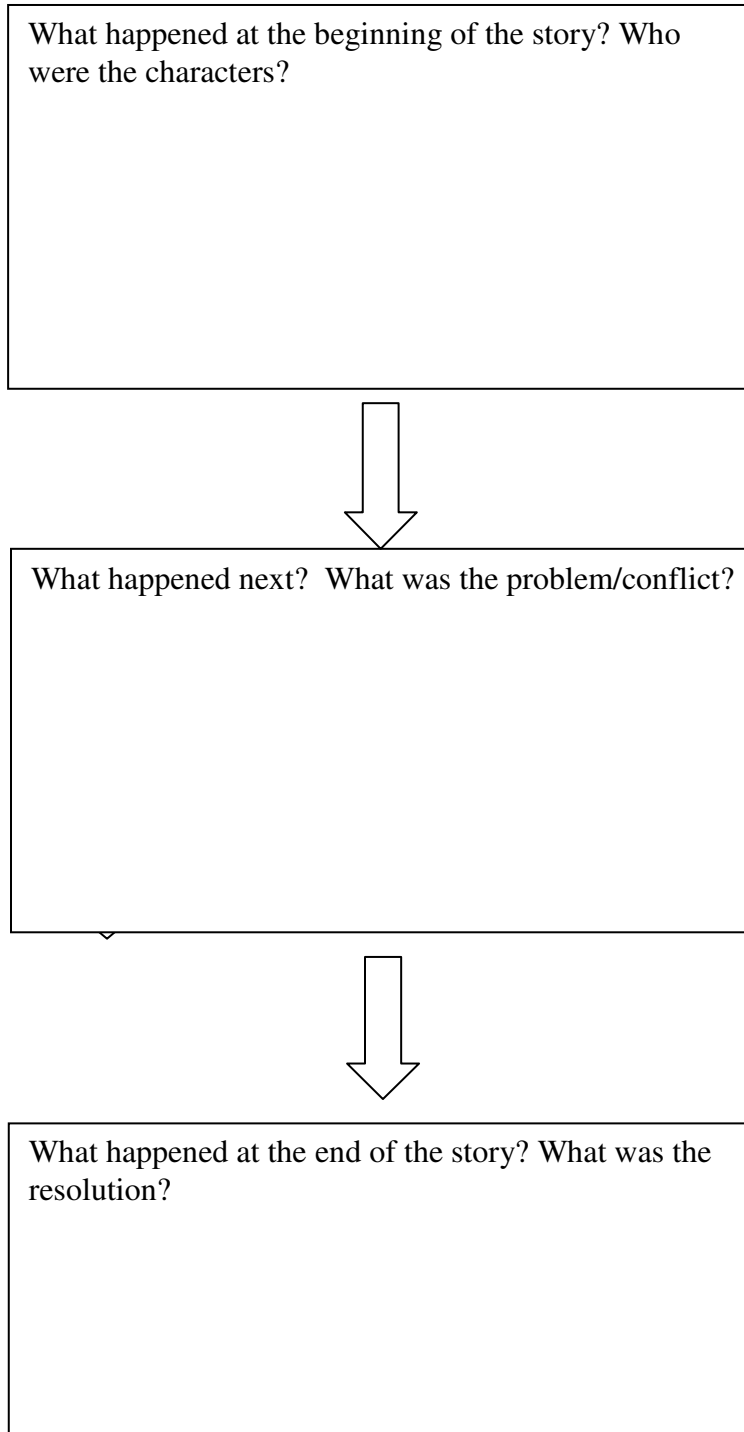 What happened at the beginning of the story? Who
were the characters?
What happened next?  What was the problem/conflict?
What happened at the end of the story? What was the
resolution?